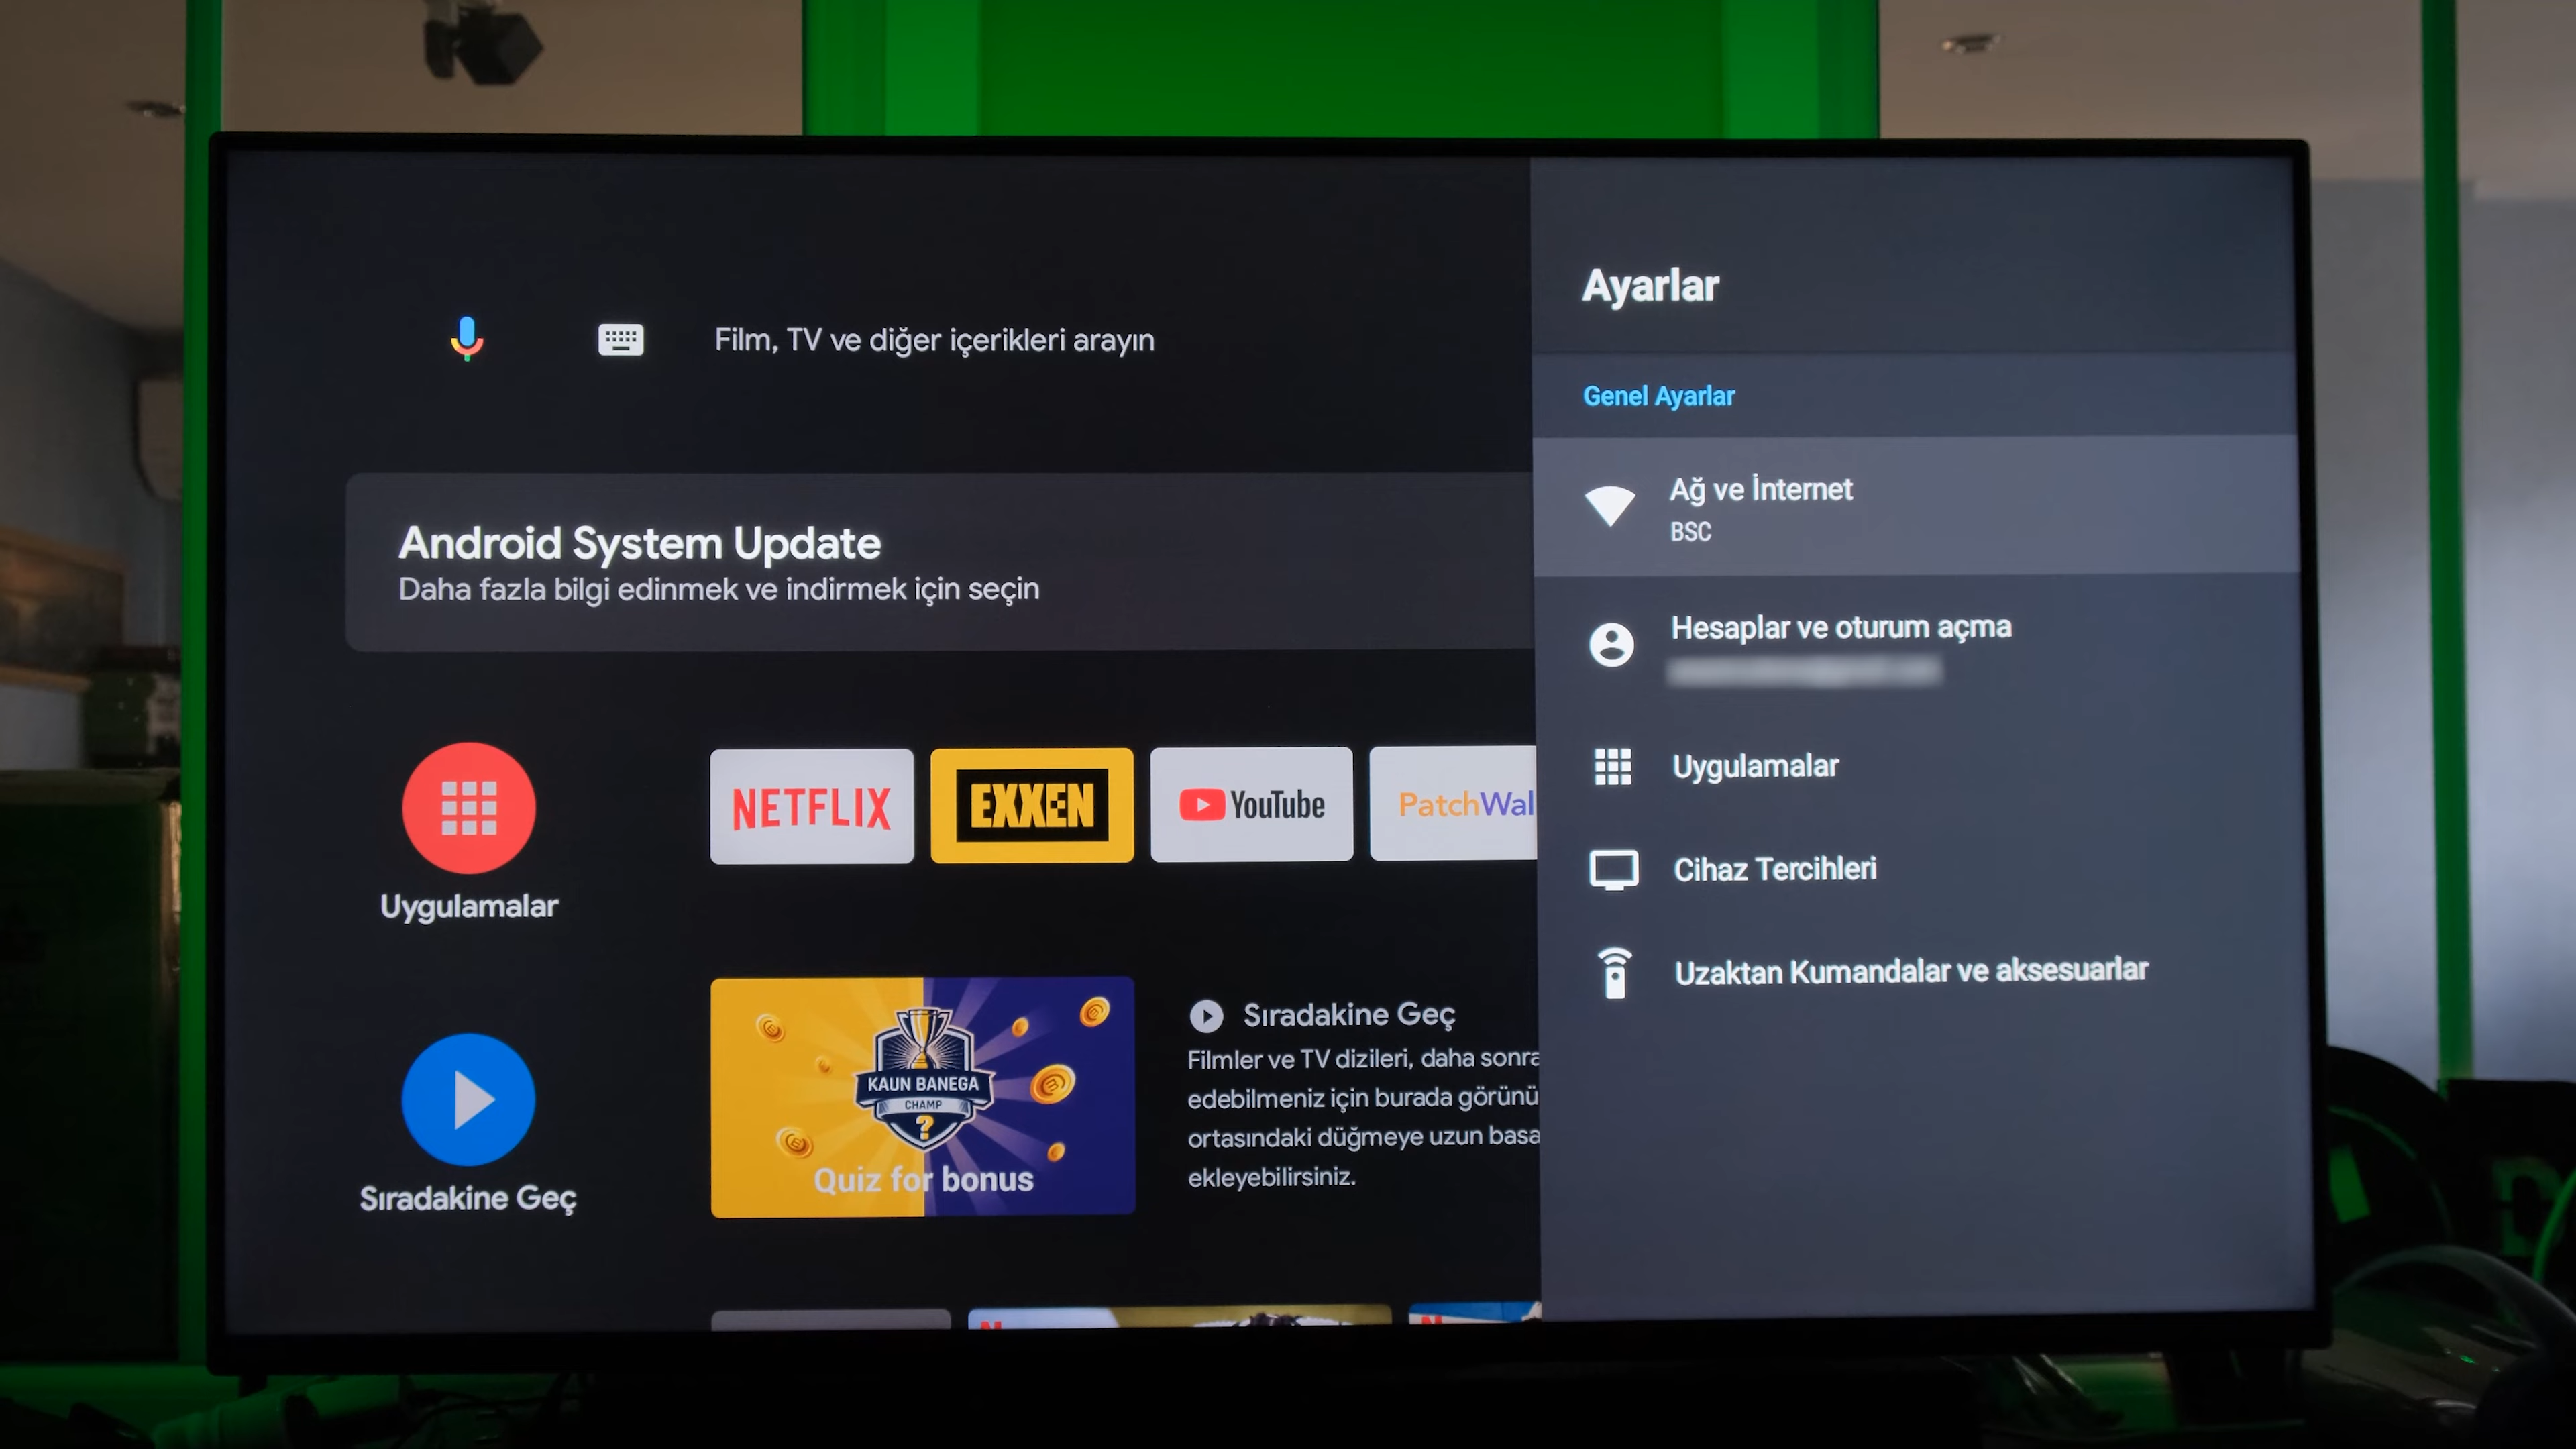 Film, TV ve diğer içerikleri arayın
Android System Update
Daha fazla bilgi edinmek ve indirmek için seçin
Uygulamalar
NETFLIX
EXXEN
YouTube
PatchWal
Sıradakine Geç
KAUN BANEGA
CHAMP
?
Quiz for bonus
Sıradakine Geç
Filmler ve TV dizileri, daha sonra
edebilmeniz için burada görünü
ortasındaki düğmeye uzun basa
ekleyebilirsiniz.
Ayarlar
Genel Ayarlar
Ağ ve İnternet
BSC
Hesaplar ve oturum açma
Uygulamalar
Cihaz Tercihleri
Uzaktan Kumandalar ve aksesuarlar